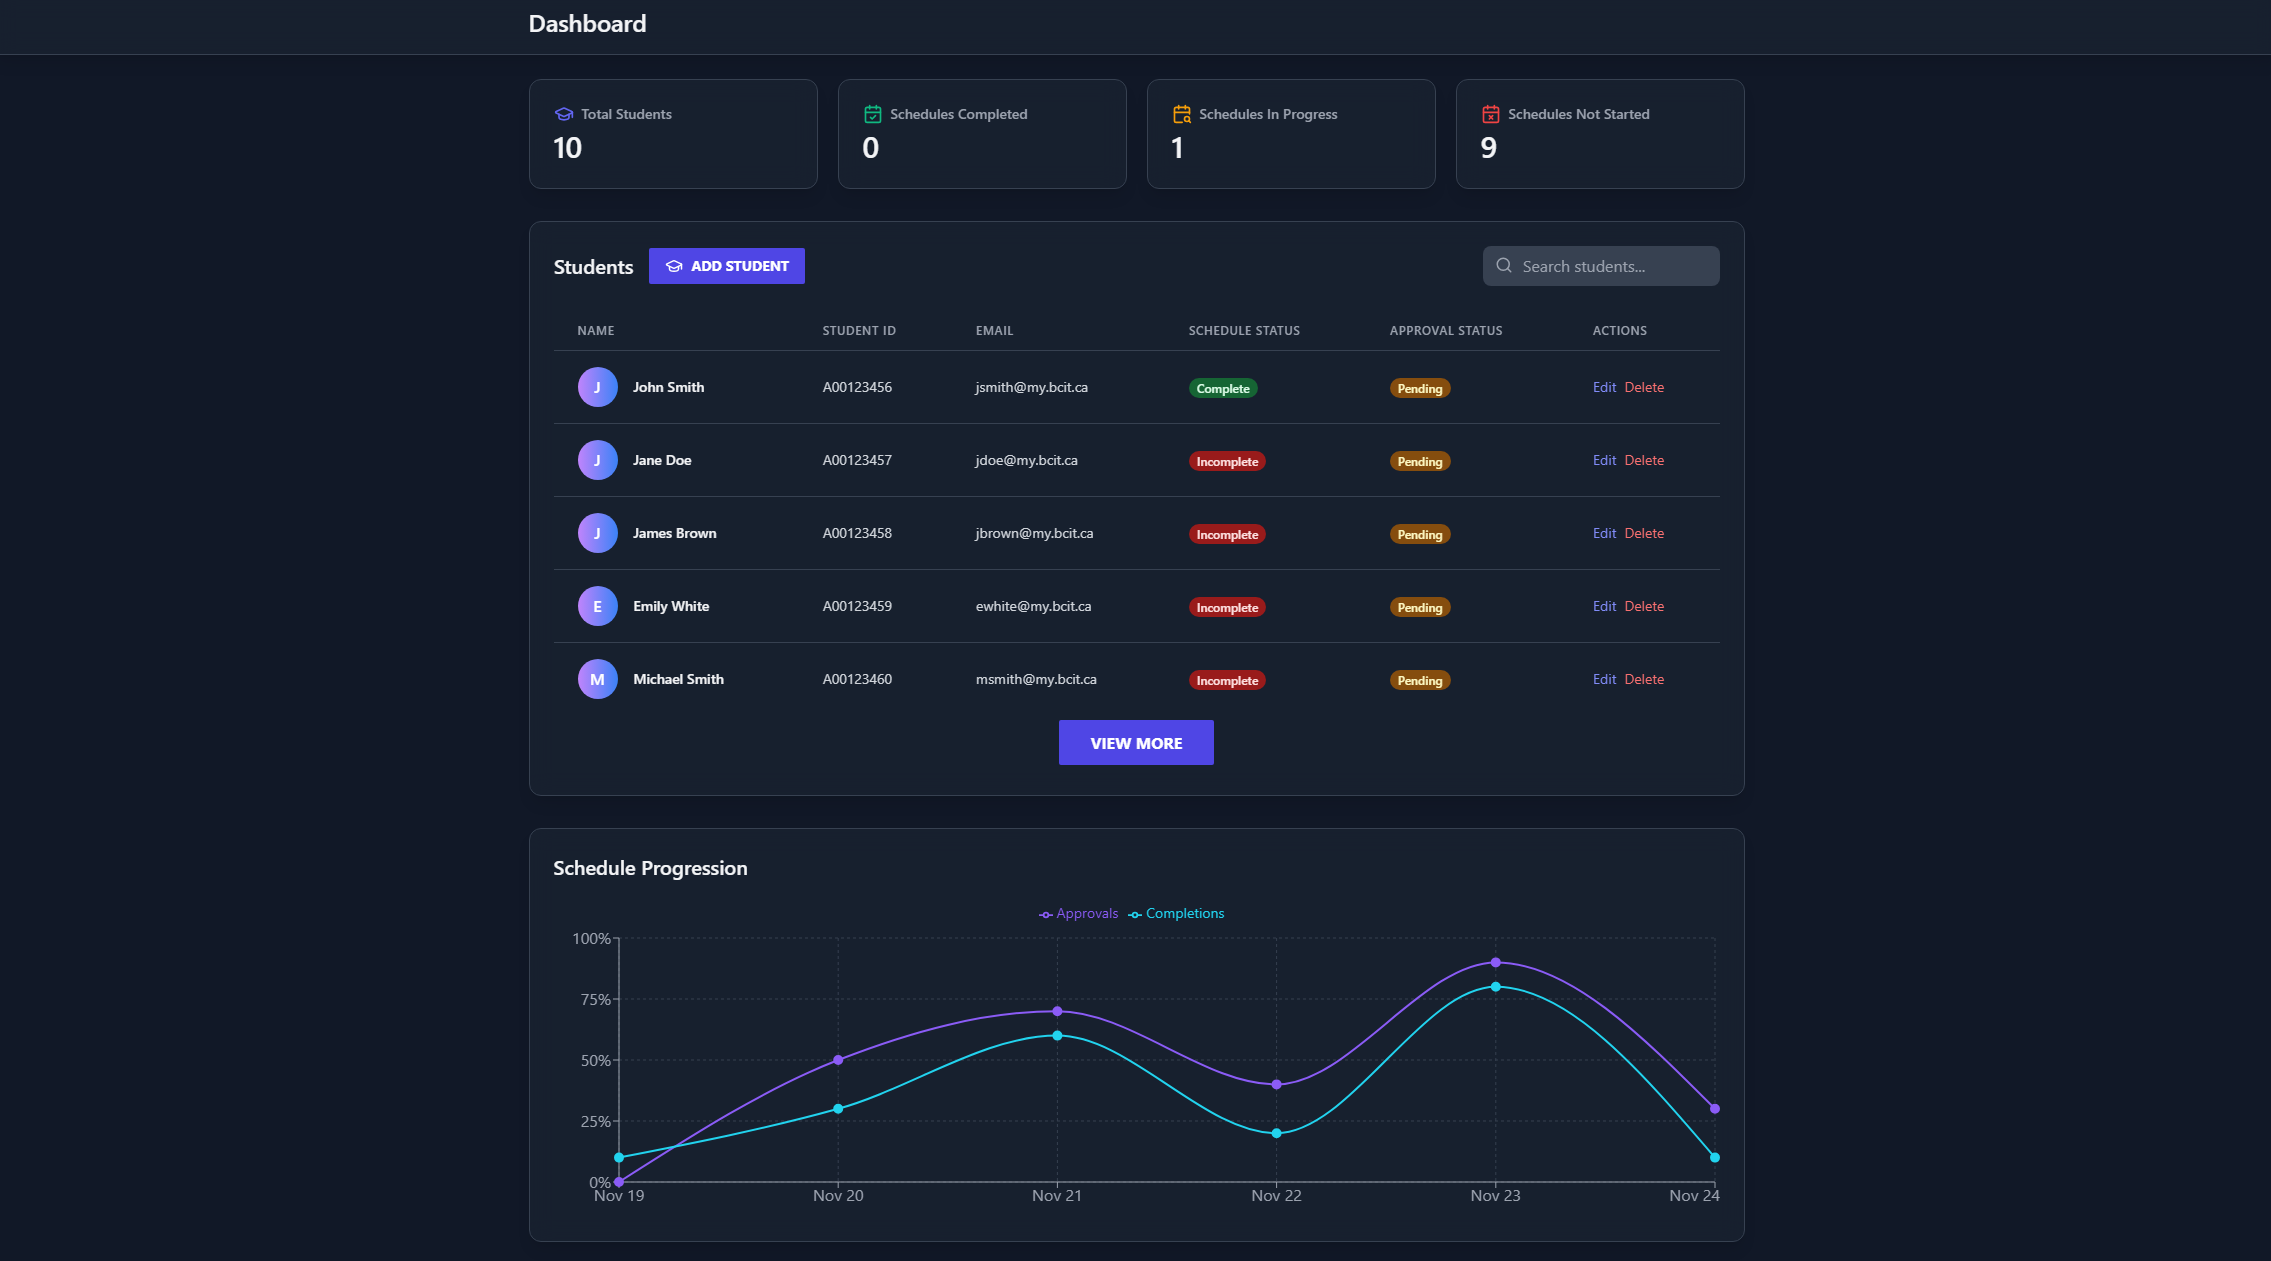 Dashboard
Total Students
10
Schedules Completed
0
Schedules In Progress
1
Schedules Not Started
9
Students
ADD STUDENT
Search students...
NAME STUDENT ID EMAIL SCHEDULE STATUS APPROVAL STATUS ACTIONS
J John Smith A00123456 jsmith@my.bcit.ca Complete Pending Edit Delete
J Jane Doe A00123457 jdoe@my.bcit.ca Incomplete Pending Edit Delete
J James Brown A00123458 jbrown@my.bcit.ca Incomplete Pending Edit Delete
E Emily White A00123459 ewhite@my.bcit.ca Incomplete Pending Edit Delete
M Michael Smith A00123460 msmith@my.bcit.ca Incomplete Pending Edit Delete
VIEW MORE
Schedule Progression
Approvals Completions
100%
75%
50%
25%
0%
Nov 19 Nov 20 Nov 21 Nov 22 Nov 23 Nov 24